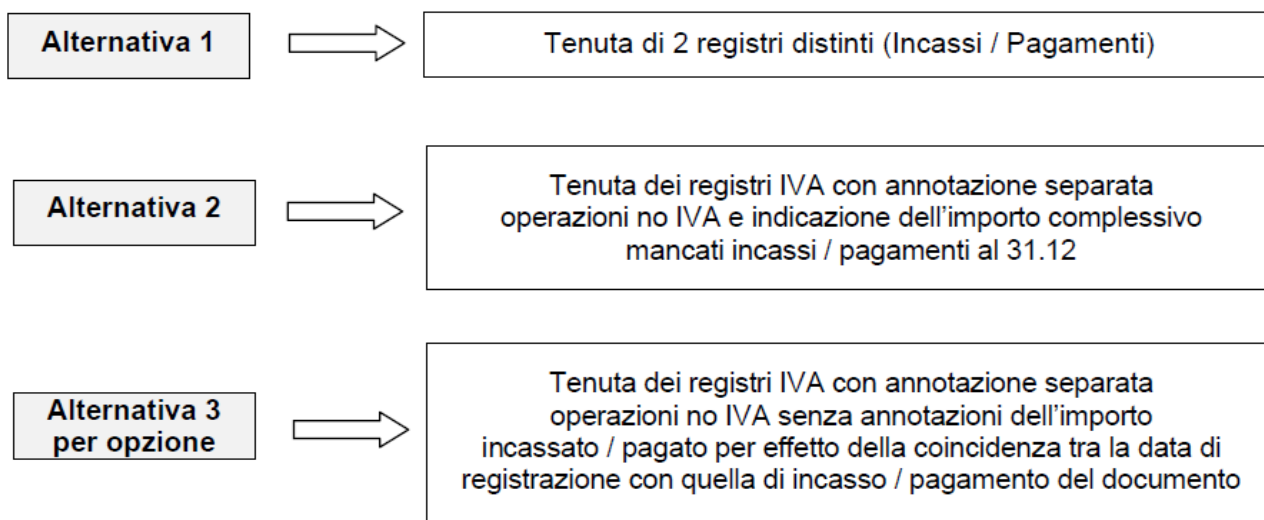 Alternativa 1
Tenuta di 2 registri distinti (Incassi / Pagamenti)
Alternativa 2
Tenuta dei registri IVA con annotazione separata
operazioni no IVA e indicazione dell'importo complessivo
mancati incassi / pagamenti al 31.12
Alternativa 3
per opzione
Tenuta dei registri IVA con annotazione separata
operazioni no IVA senza annotazioni dell'importo
incassato / pagato per effetto della coincidenza tra la data di
registrazione con quella di incasso / pagamento del documento